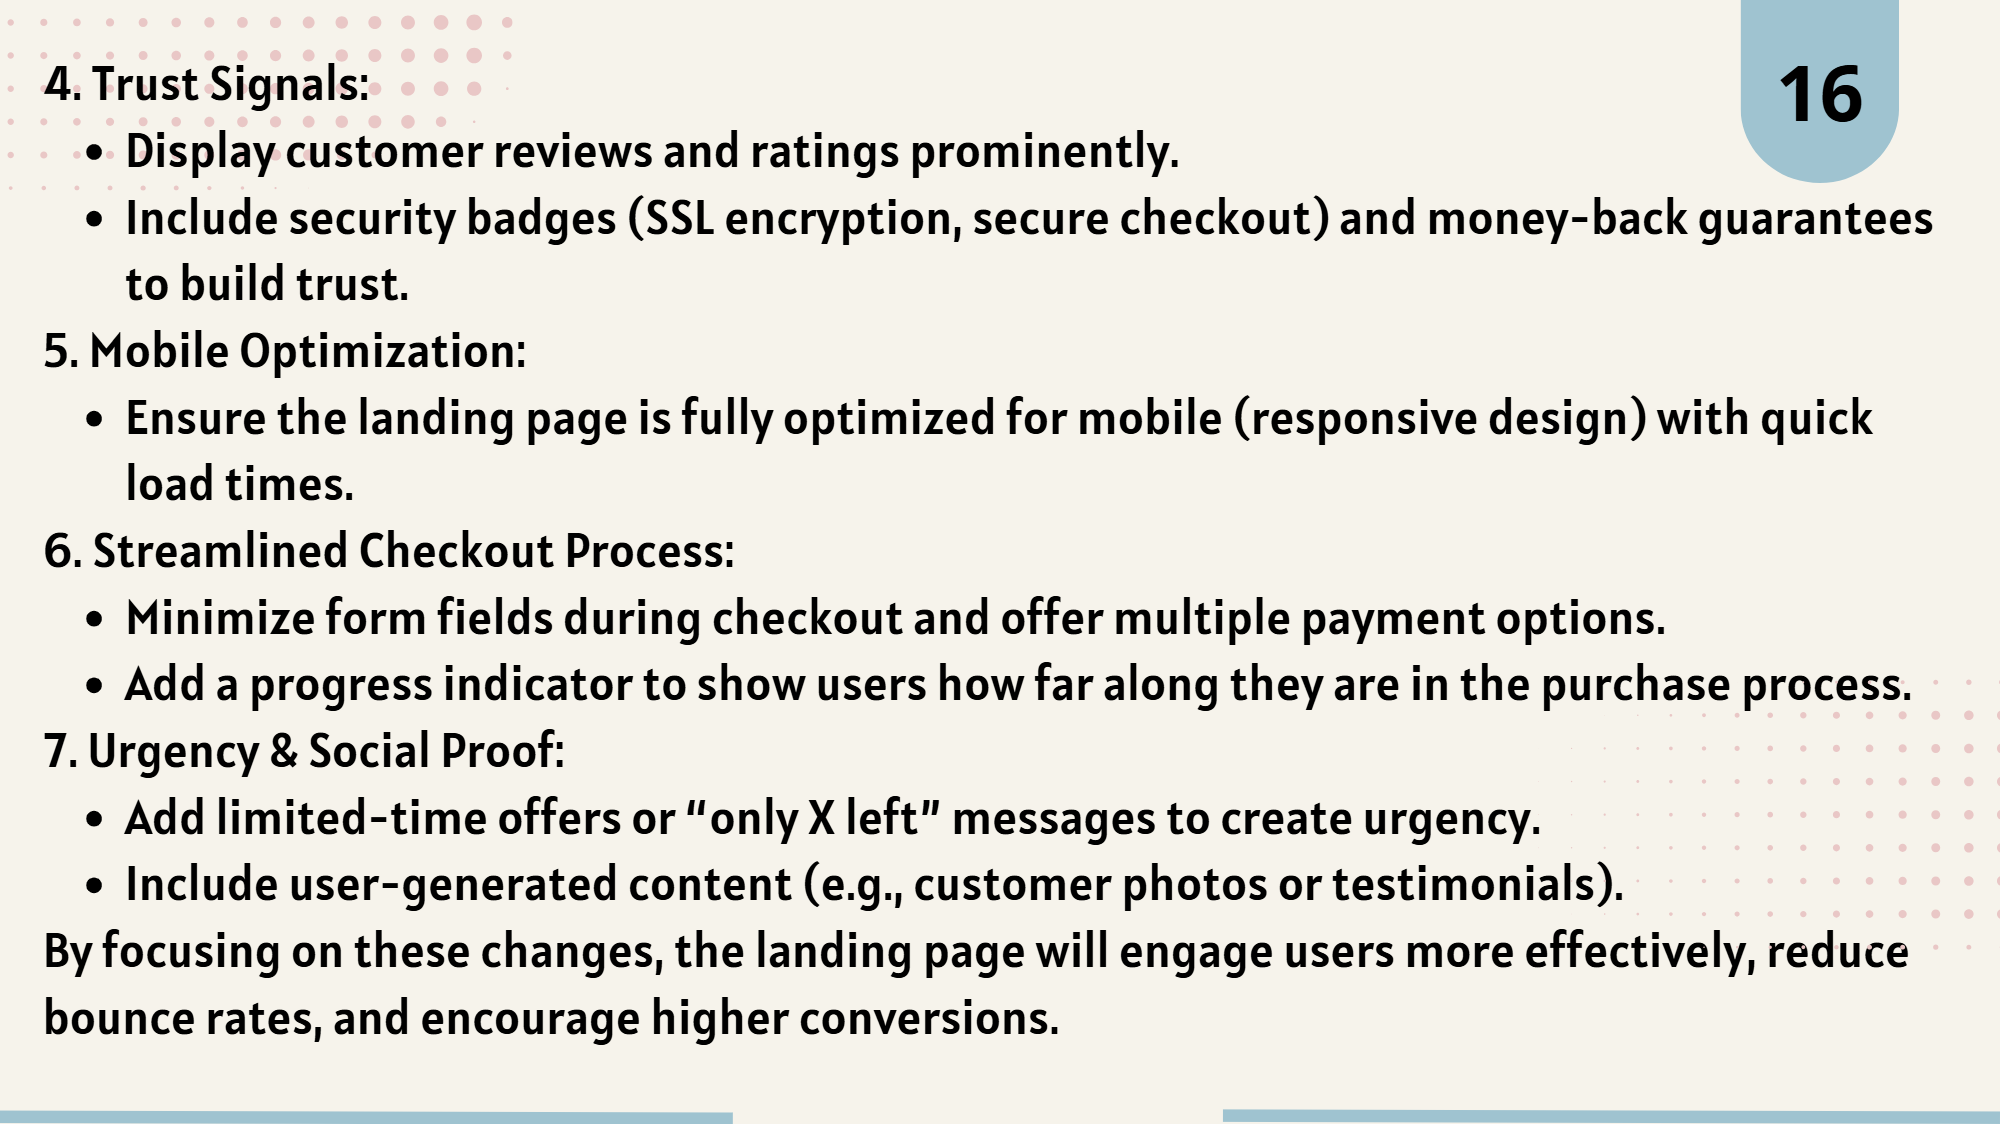 16
4. Trust Signals:
• Display customer reviews and ratings prominently.
• Include security badges (SSL encryption, secure checkout) and money-back guarantees
to build trust.
5. Mobile Optimization:
• Ensure the landing page is fully optimized for mobile (responsive design) with quick
load times.
6. Streamlined Checkout Process:
• Minimize form fields during checkout and offer multiple payment options.
• Add a progress indicator to show users how far along they are in the purchase process.
7. Urgency & Social Proof:
• Add limited-time offers or “only X left” messages to create urgency.
• Include user-generated content (e.g., customer photos or testimonials).
By focusing on these changes, the landing page will engage users more effectively, reduce
bounce rates, and encourage higher conversions.